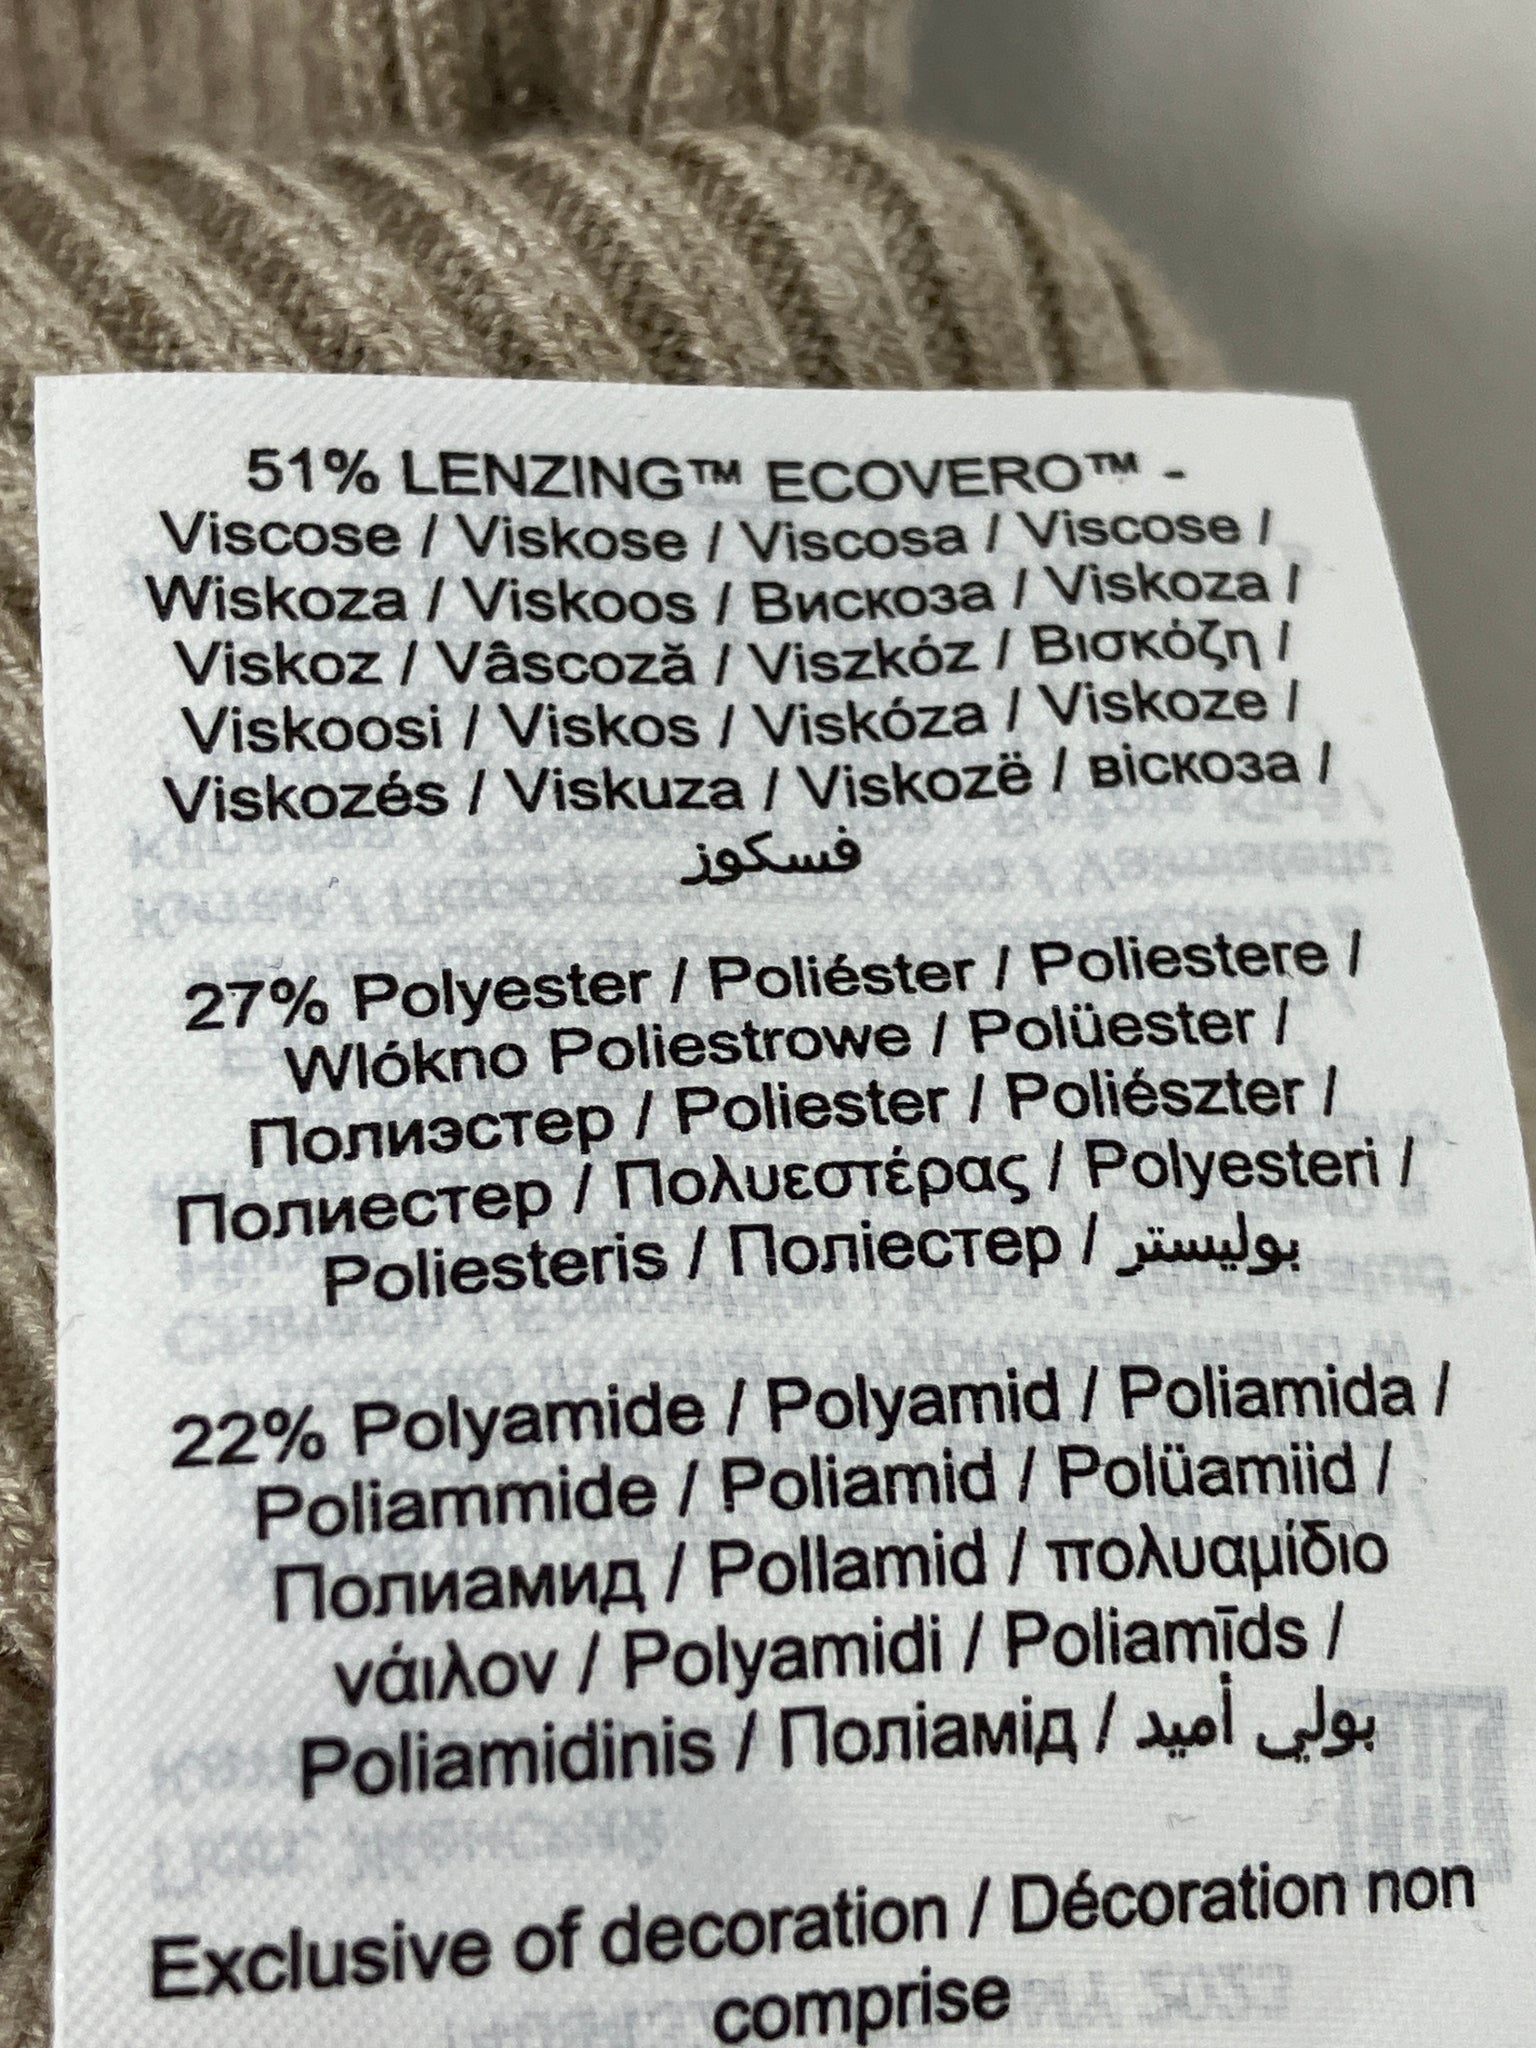 51% LENZING™ ECOVERO™ -
Viscose / Viskose / Viscosa / Viscose /
Wiskoza / Viskoos / Вискоза / Viskoza /
Viskoz / Vâscoză / Viszkóz / Βισκόζη /
Viskoosi / Viskos / Viskóza / Viskoze /
Viskozés / Viskuza / Viskozë / віскоза /
فسكوز
27% Polyester / Poliéster / Poliestere /
Wlókno Poliestrowe / Polüester /
Полиэстер / Poliester / Poliészter /
Полиестер / Πολυεστέρας / Polyesteri /
Poliesteris / Поліестер / بوليستر
22% Polyamide / Polyamid / Poliamida /
Poliammide / Poliamid / Polüamiid /
Полиамид / Pollamid / πολυαμίδιο
νάιλον / Polyamidi / Poliamīds /
Poliamidinis / Поліамід / بولي أميد
Exclusive of decoration / Décoration non
comprise